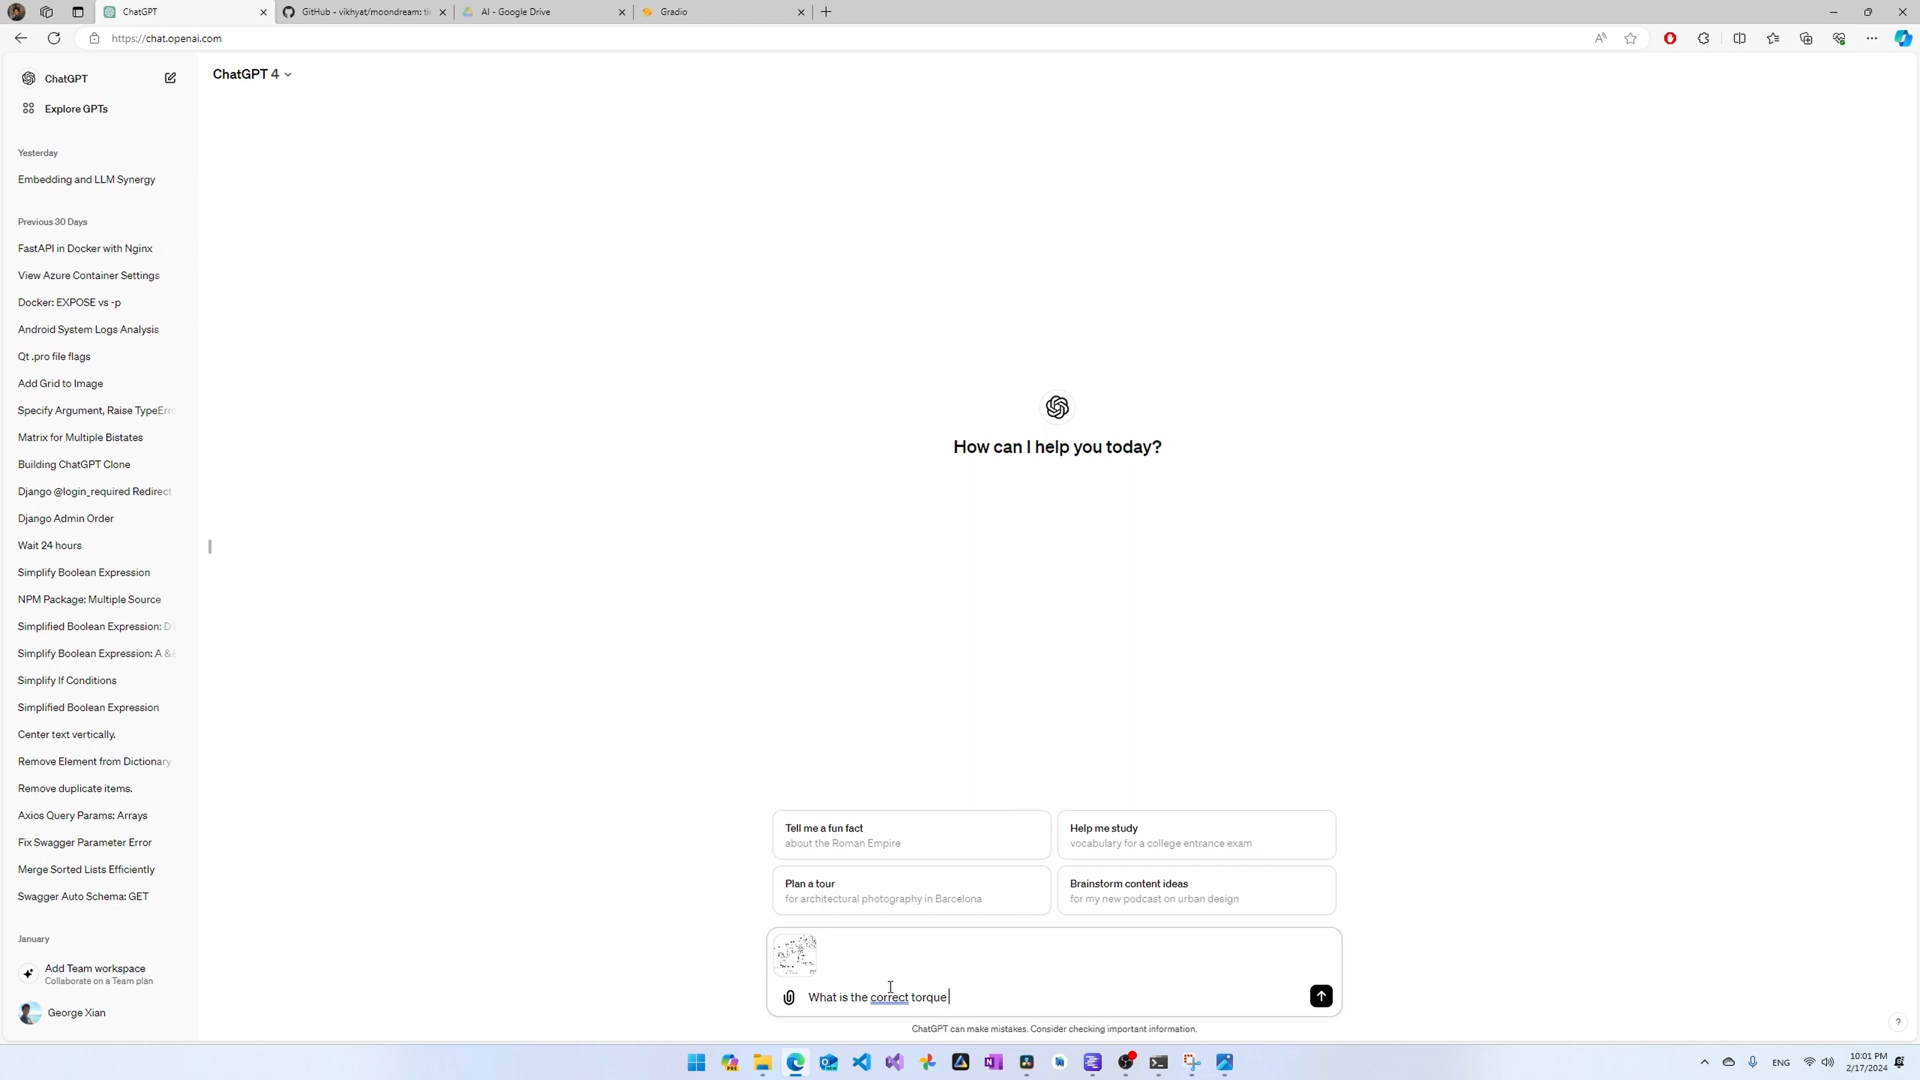 ChatGPT
GitHub - vikhyat/moondream: ti
AI - Google Drive
Gradio
https://chat.openai.com
ChatGPT
ChatGPT 4
Explore GPTs
Yesterday
Embedding and LLM Synergy
Previous 30 Days
FastAPI in Docker with Nginx
View Azure Container Settings
Docker: EXPOSE vs -p
Android System Logs Analysis
Qt .pro file flags
Add Grid to Image
Specify Argument, Raise TypeErro
Matrix for Multiple Bistates
Building ChatGPT Clone
Django @login_required Redirect
Django Admin Order
Wait 24 hours
Simplify Boolean Expression
NPM Package: Multiple Source
Simplified Boolean Expression: D
Simplify Boolean Expression: A &&
Simplify If Conditions
Simplified Boolean Expression
Center text vertically.
Remove Element from Dictionary
Remove duplicate items.
Axios Query Params: Arrays
Fix Swagger Parameter Error
Merge Sorted Lists Efficiently
Swagger Auto Schema: GET
January
Add Team workspace
Collaborate on a Team plan
George Xian
How can I help you today?
Tell me a fun fact
about the Roman Empire
Help me study
vocabulary for a college entrance exam
Plan a tour
for architectural photography in Barcelona
Brainstorm content ideas
for my new podcast on urban design
What is the correct torque
ChatGPT can make mistakes. Consider checking important information.
?
PRE
NEW
ENG
10:01 PM
2/17/2024